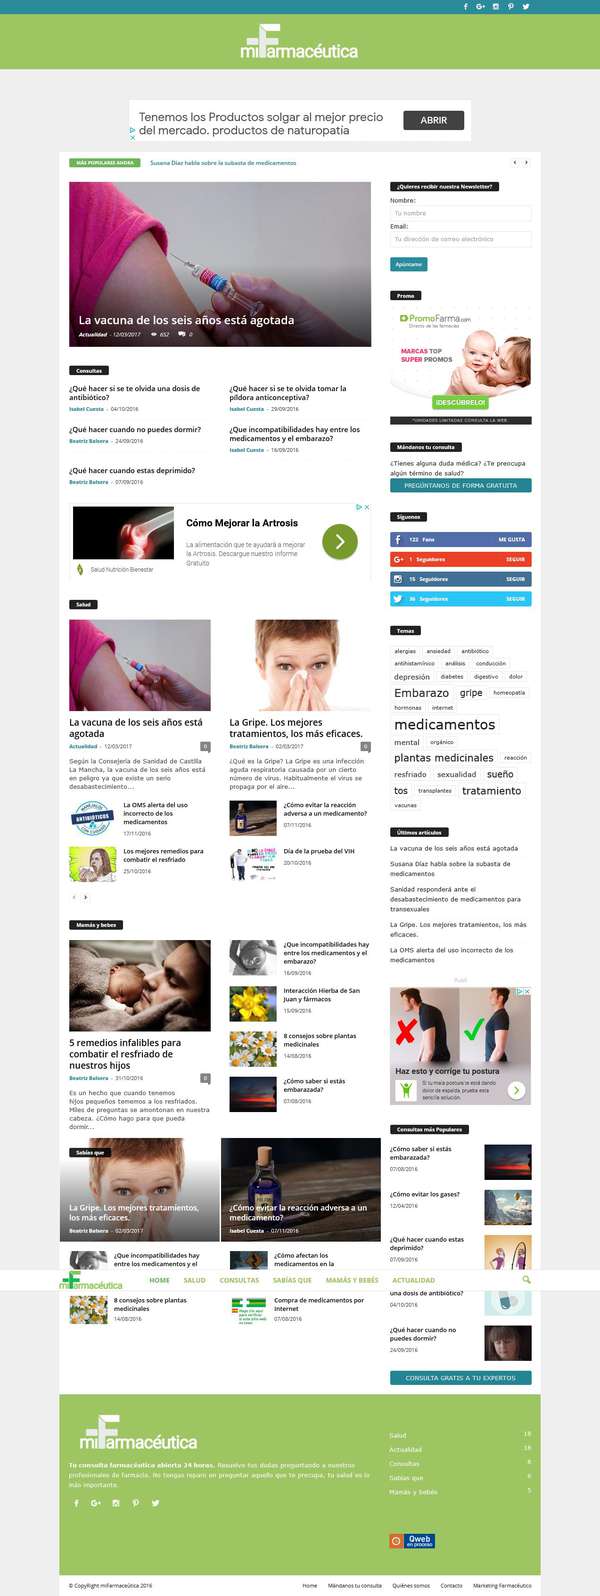 miFarmacéutica
Tenemos los Productos solgar al mejor precio
del mercado. productos de naturopatía
ABRIR
MÁS POPULARES AHORA
Susana Díaz habla sobre la subasta de medicamentos
La vacuna de los seis años está agotada
Actualidad - 12/03/2017 652 0
¿Quieres recibir nuestra Newsletter?
Nombre:
Tu nombre
Email:
Tu dirección de correo electrónico
Apúntame
Promo
PromoFarma.com
Directo de las farmacias
MARCAS TOP
SUPER PROMOS
¡DESCÚBRELO!
*UNIDADES LIMITADAS CONSULTA LA WEB
Consultas
¿Qué hacer si se te olvida una dosis de
antibiótico?
Isabel Cuesta - 04/10/2016
¿Qué hacer si se te olvida tomar la
píldora anticonceptiva?
Isabel Cuesta - 29/09/2016
¿Qué hacer cuando no puedes dormir?
Beatriz Balsera - 24/09/2016
¿Que incompatibilidades hay entre los
medicamentos y el embarazo?
Isabel Cuesta - 16/09/2016
¿Qué hacer cuando estas deprimido?
Beatriz Balsera - 07/09/2016
Mándanos tu consulta
¿Tienes alguna duda médica? ¿Te preocupa
algún término de salud?
PREGÚNTANOS DE FORMA GRATUITA
Cómo Mejorar la Artrosis
La alimentación que te ayudará a mejorar
la Artrosis. Descargue nuestro Informe
Gratuito
Salud Nutrición Bienestar
Síguenos
122 Fans ME GUSTA
1 Seguidores SEGUIR
15 Seguidores SEGUIR
36 Seguidores SEGUIR
Salud
La vacuna de los seis años está
agotada
Actualidad - 12/03/2017 0
Según la Consejería de Sanidad de Castilla
La Mancha, la vacuna de los seis años está
en peligro ya que existe un serio
desabastecimiento...
La Gripe. Los mejores
tratamientos, los más eficaces.
Beatriz Balsera - 02/03/2017 0
¿Qué es la Gripe? La Gripe es una infección
aguda respiratoria causada por un cierto
número de virus. Habitualmente el virus se
propaga por el aire...
La OMS alerta del uso
incorrecto de los
medicamentos
17/11/2016
¿Cómo evitar la reacción
adversa a un medicamento?
07/11/2016
Los mejores remedios para
combatir el resfriado
25/10/2016
Día de la prueba del VIH
20/10/2016
Temas
alergias ansiedad antibiótico
antihistamínico análisis conducción
depresión diabetes digestivo dolor
Embarazo gripe homeopatía
hormonas internet
medicamentos
mental orgánico
plantas medicinales reacción
resfriado sexualidad sueño
tos transplantes tratamiento
vacunas
Últimos artículos
La vacuna de los seis años está agotada
Susana Díaz habla sobre la subasta de
medicamentos
Sanidad responderá ante el
desabastecimiento de medicamentos para
transexuales
La Gripe. Los mejores tratamientos, los más
eficaces.
La OMS alerta del uso incorrecto de los
medicamentos
Mamás y bebes
5 remedios infalibles para
combatir el resfriado de
nuestros hijos
Beatriz Balsera - 31/10/2016 0
Es un hecho que cuando tenemos
hijos pequeños tememos a los resfriados.
Miles de preguntas se amontonan en nuestra
cabeza. ¿Cómo hago para que pueda
dormir...
¿Que incompatibilidades hay
entre los medicamentos y el
embarazo?
16/09/2016
Interacción Hierba de San
Juan y fármacos
15/09/2016
8 consejos sobre plantas
medicinales
14/08/2016
¿Cómo saber si estás
embarazada?
07/08/2016
Haz esto y corrige tu postura
Si tu mala postura te está dando
dolor de espalda, prueba esta
sencilla solución.
Sabías que
La Gripe. Los mejores tratamientos,
los más eficaces.
Beatriz Balsera - 02/03/2017
¿Cómo evitar la reacción adversa a un
medicamento?
Isabel Cuesta - 07/11/2016
¿Que incompatibilidades hay
entre los medicamentos y el
¿Cómo afectan los
medicamentos en la
Consultas más Populares
¿Cómo saber si estás
embarazada?
07/08/2016
¿Cómo evitar los gases?
12/04/2016
¿Qué hacer cuando estas
deprimido?
07/09/2016
miFarmacéutica
HOME SALUD CONSULTAS SABÍAS QUE MAMÁS Y BEBÉS ACTUALIDAD
8 consejos sobre plantas
medicinales
14/08/2016
Compra de medicamentos por
Internet
07/08/2016
una dosis de antibiótico?
04/10/2016
¿Qué hacer cuando no
puedes dormir?
24/09/2016
CONSULTA GRATIS A TU EXPERTOS
miFarmacéutica
Tu consulta farmacéutica abierta 24 horas. Resuelve tus dudas preguntando a nuestros
profesionales de farmacia. No tengas reparo en preguntar aquello que te precupa, tu salud es lo
más importante.
Salud 18
Actualidad 16
Consultas 8
Sabías que 6
Mamás y bebés 5
Qweb
en proceso
© CopyRight miFarmaceútica 2016
Home Mándanos tu consulta Quiénes somos Contacto Marketing Farmacéutico